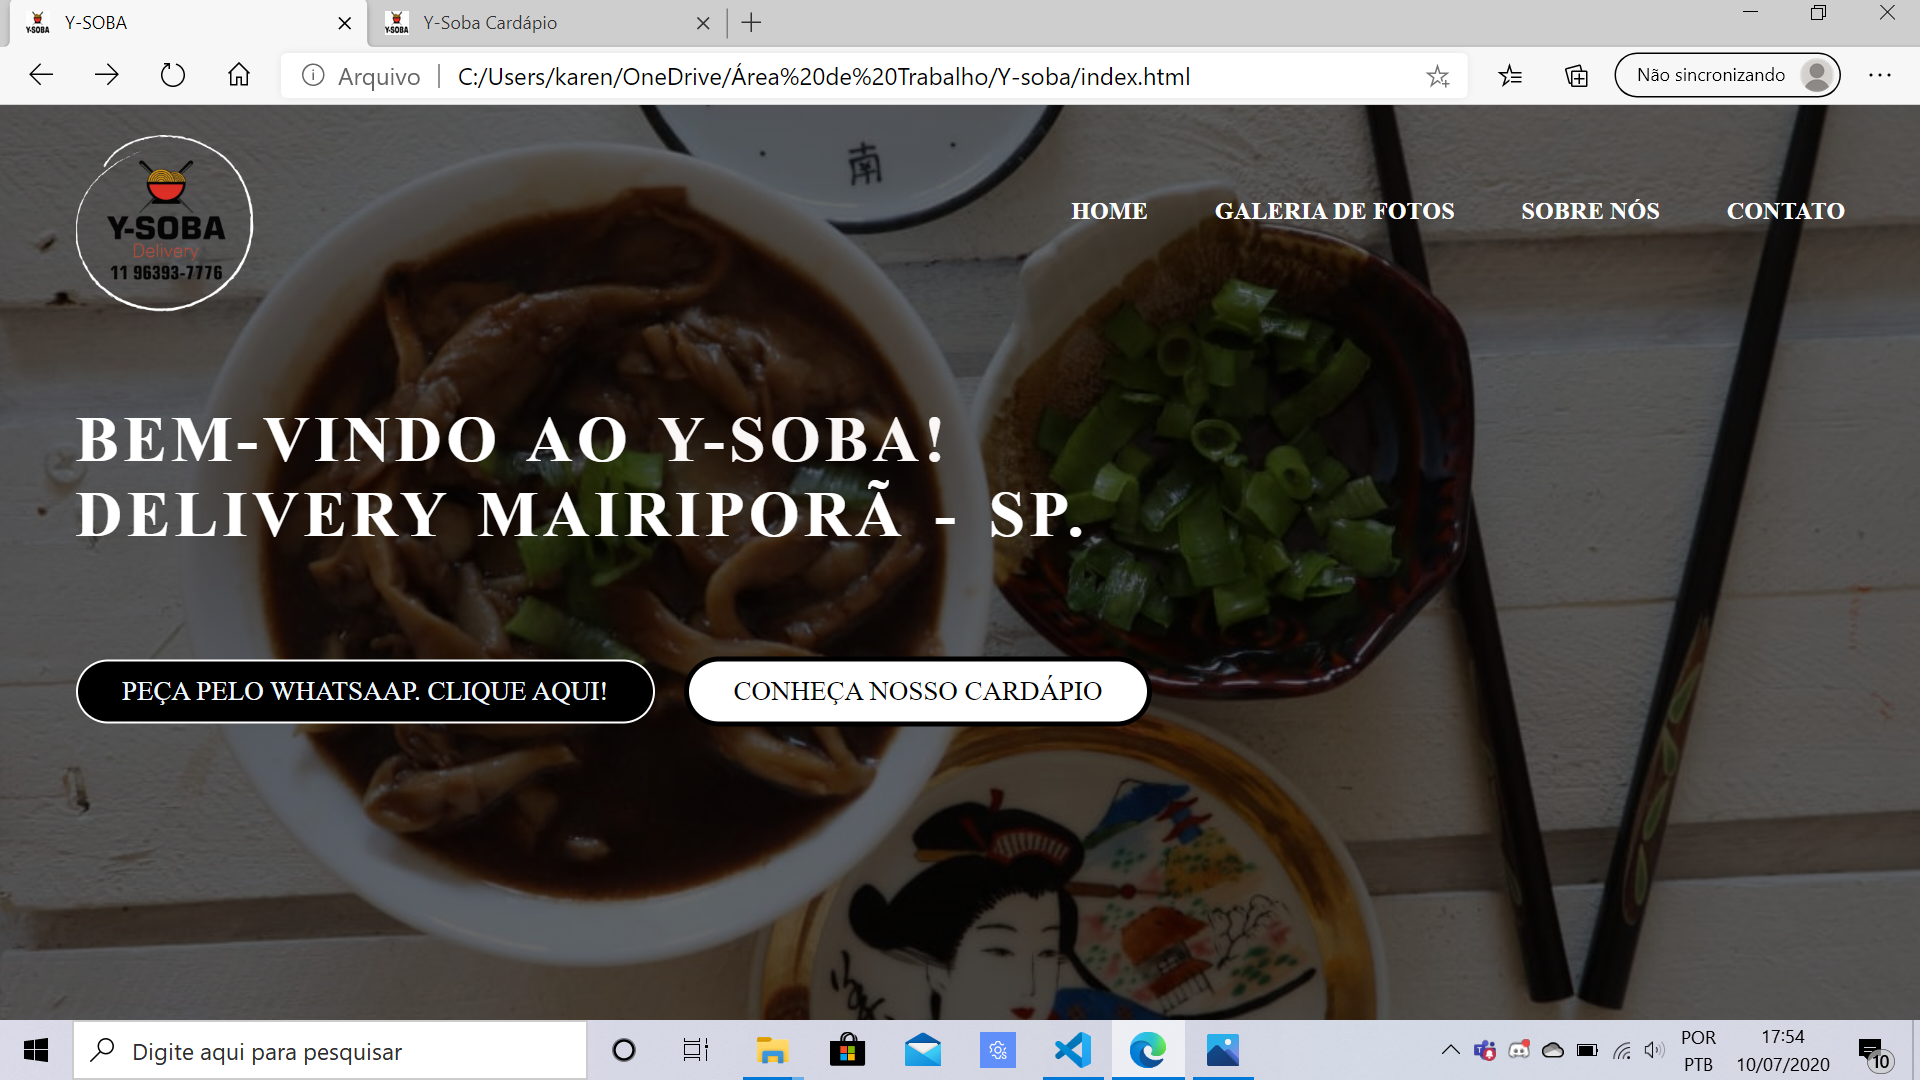 Y-SOBA
Y-Soba Cardápio
Arquivo
C:/Users/karen/OneDrive/Área%20de%20Trabalho/Y-soba/index.html
Não sincronizando
南
Y-SOBA
Delivery
11 96393-7776
HOME GALERIA DE FOTOS SOBRE NÓS CONTATO
BEM-VINDO AO Y-SOBA!
DELIVERY MAIRIPORÃ - SP.
PEÇA PELO WHATSAAP. CLIQUE AQUI!
CONHEÇA NOSSO CARDÁPIO
Digite aqui para pesquisar
POR
PTB
17:54
10/07/2020
10